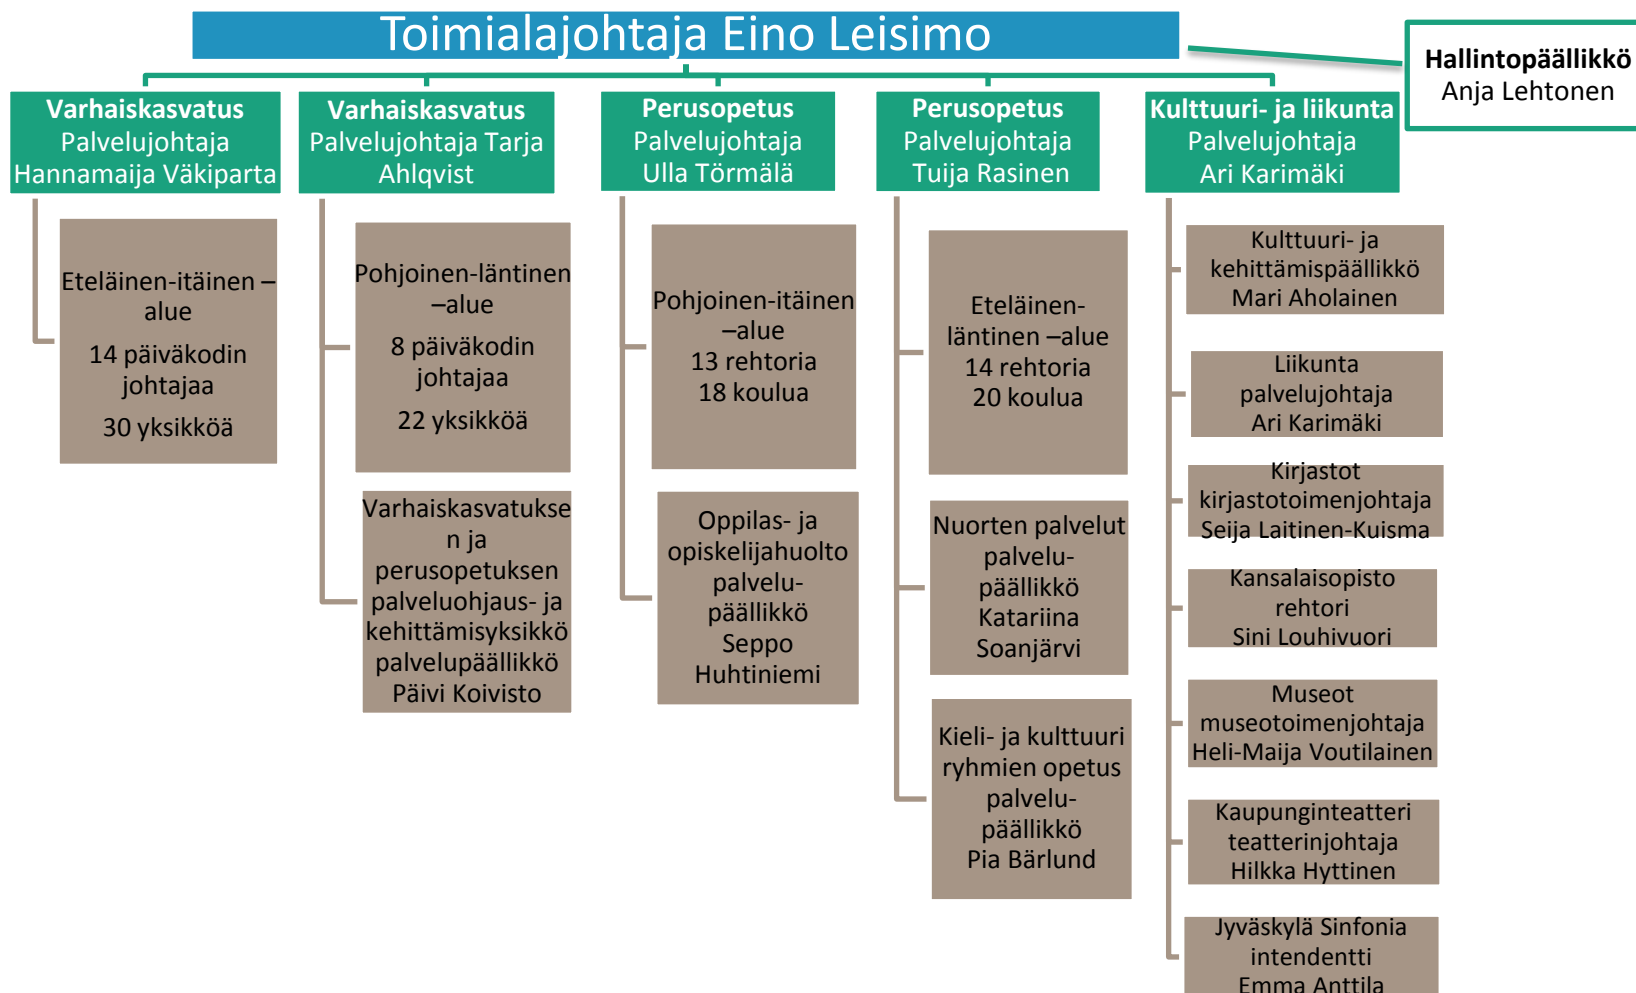 Toimialajohtaja Eino Leisimo
Hallintopäällikkö
Anja Lehtonen
Varhaiskasvatus
Palvelujohtaja
Hannamaija Väkiparta
Eteläinen-itäinen –
alue
14 päiväkodin
johtajaa
30 yksikköä
Varhaiskasvatus
Palvelujohtaja Tarja
Ahlqvist
Pohjoinen-läntinen
–alue
8 päiväkodin
johtajaa
22 yksikköä
Varhaiskasvatukse
n ja
perusopetuksen
palveluohjaus- ja
kehittämisyksikkö
palvelupäällikkö
Päivi Koivisto
Perusopetus
Palvelujohtaja
Ulla Törmälä
Pohjoinen-itäinen
–alue
13 rehtoria
18 koulua
Oppilas- ja
opiskelijahuolto
palvelu-
päällikkö
Seppo
Huhtiniemi
Perusopetus
Palvelujohtaja
Tuija Rasinen
Eteläinen-
läntinen –alue
14 rehtoria
20 koulua
Nuorten palvelut
palvelu-
päällikkö
Katariina
Soanjärvi
Kieli- ja kulttuuri
ryhmien opetus
palvelu-
päällikkö
Pia Bärlund
Kulttuuri- ja liikunta
Palvelujohtaja
Ari Karimäki
Kulttuuri- ja
kehittämispäällikkö
Mari Aholainen
Liikunta
palvelujohtaja
Ari Karimäki
Kirjastot
kirjastotoimenjohtaja
Seija Laitinen-Kuisma
Kansalaisopisto
rehtori
Sini Louhivuori
Museot
museotoimenjohtaja
Heli-Maija Voutilainen
Kaupunginteatteri
teatterinjohtaja
Hilkka Hyttinen
Jyväskylä Sinfonia
intendentti
Emma Anttila